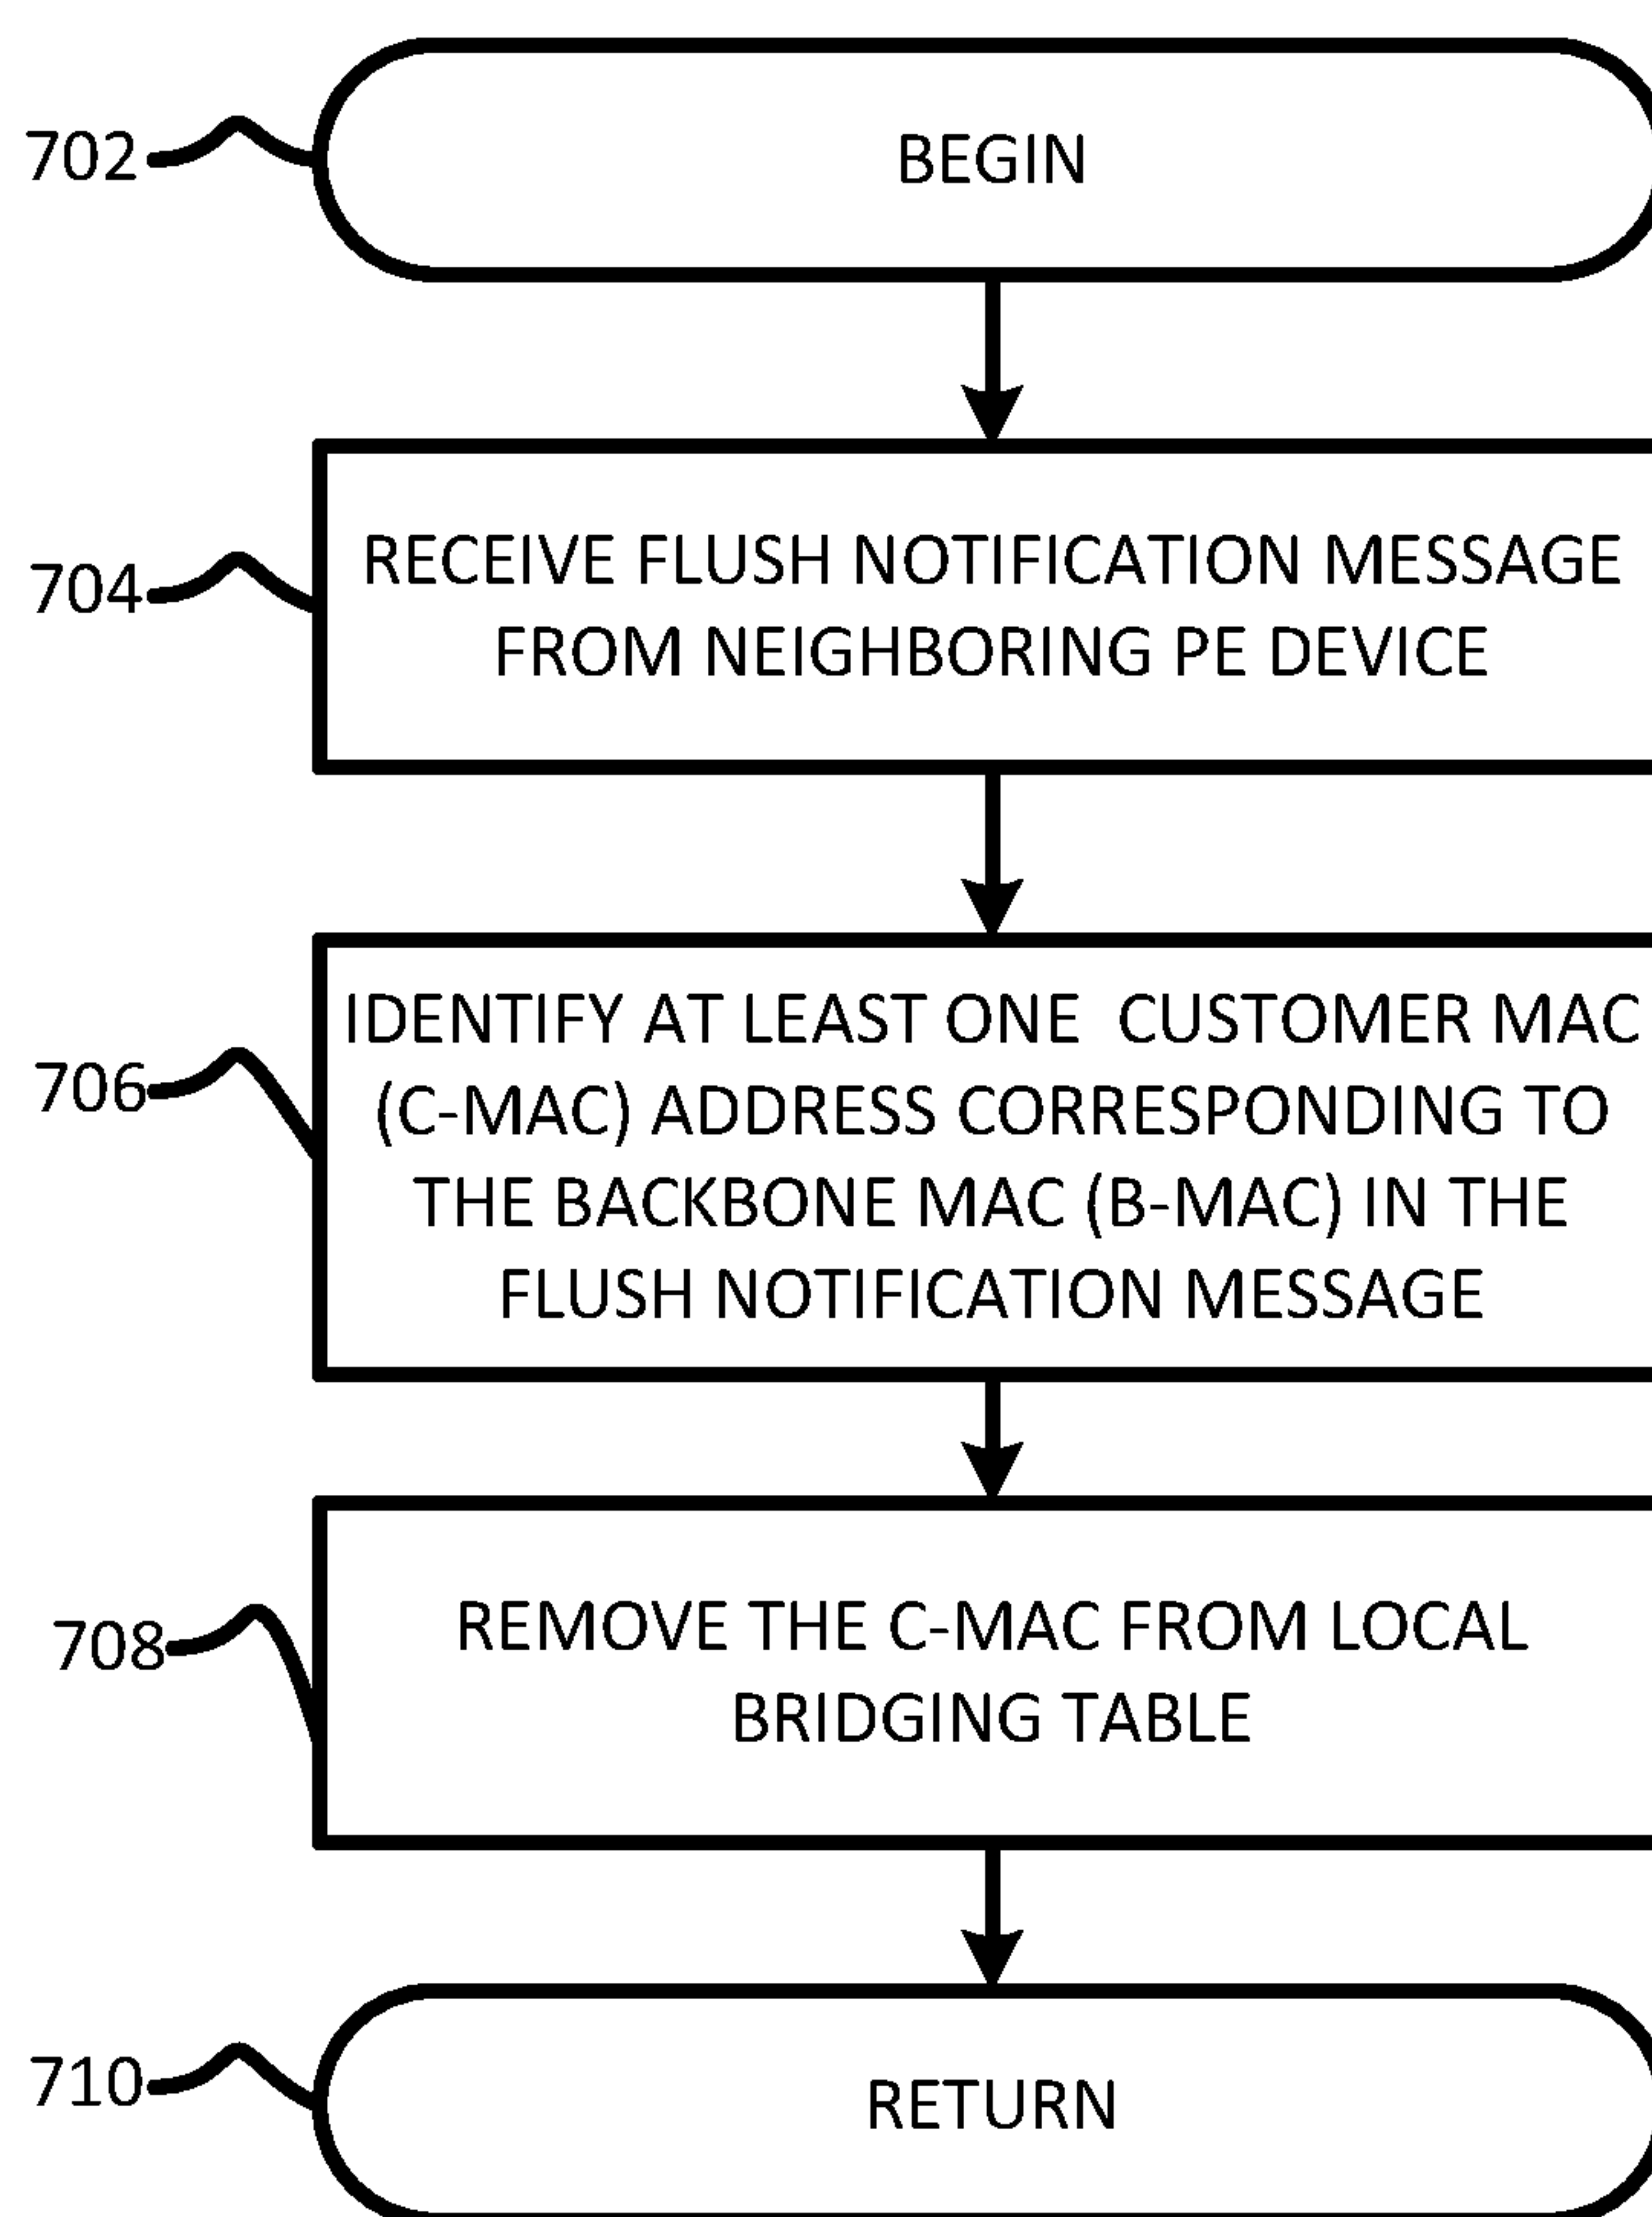 702
BEGIN
704
RECEIVE FLUSH NOTIFICATION MESSAGE
FROM NEIGHBORING PE DEVICE
706
IDENTIFY AT LEAST ONE CUSTOMER MAC
(C-MAC) ADDRESS CORRESPONDING TO
THE BACKBONE MAC (B-MAC) IN THE
FLUSH NOTIFICATION MESSAGE
708
REMOVE THE C-MAC FROM LOCAL
BRIDGING TABLE
710
RETURN